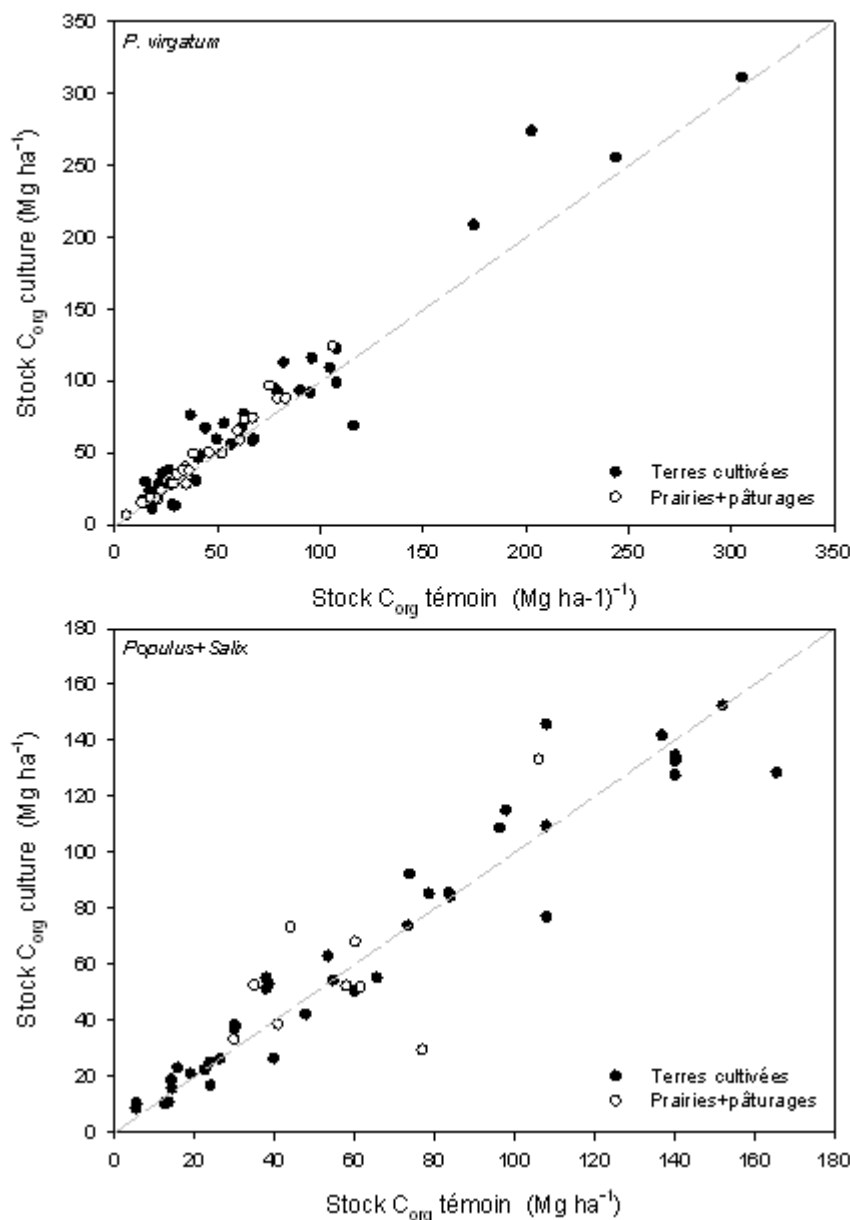 P. virgatum
350
300
250
200
150
100
50
0
Stock Corg culture (Mg ha⁻¹)
Terres cultivées
Prairies+pâturages
0 50 100 150 200 250 300 350
Stock Corg témoin (Mg ha-1)⁻¹)
Populus+Salix
180
160
140
120
100
80
60
40
20
0
Stock Corg culture (Mg ha⁻¹)
Terres cultivées
Prairies+pâturages
0 20 40 60 80 100 120 140 160 180
Stock Corg témoin (Mg ha⁻¹)